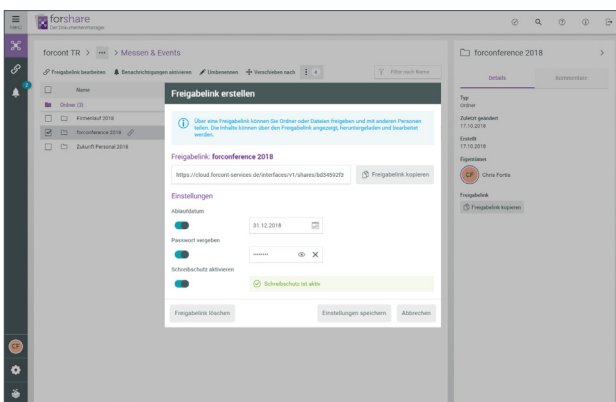 Menü
forshare
Der Dokumentenmanager
forcont TR > ... > Messen & Events
Freigabelink bearbeiten Benachrichtigungen aktivieren Umbenennen Verschieben nach
Filter nach Name
Name
Ordner (3)
Firmenlauf 2018
forconference 2018
Zukunft Personal 2018
Freigabelink erstellen
Über eine Freigabelink können Sie Ordner oder Dateien freigeben und mit anderen Personen
teilen. Die Inhalte können über den Freigabelink angezeigt, heruntergeladen und bearbeitet
werden.
Freigabelink: forconference 2018
https://cloud.forcont-services.de/interfaces/v1/shares/bd34592f3
Freigabelink kopieren
Einstellungen
Ablaufdatum
31.12.2018
Passwort vergeben
Schreibschutz aktivieren
Schreibschutz ist aktiv
Freigabelink löschen
Einstellungen speichern
Abbrechen
forconference 2018
Details
Kommentare
Typ
Ordner
Zuletzt geändert
17.10.2018
Erstellt
17.10.2018
Eigentümer
CF Chris Fortis
Freigabelink
Freigabelink kopieren
CF